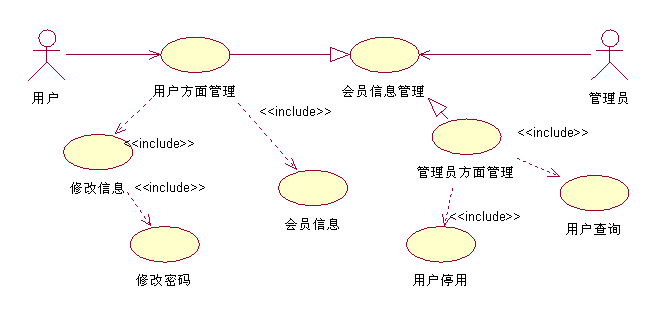 用户
用户方面管理
会员信息管理
管理员
<<include>>
<<include>>
<<include>>
管理员方面管理
修改信息
<<include>>
会员信息
用户查询
<<include>>
修改密码
用户停用